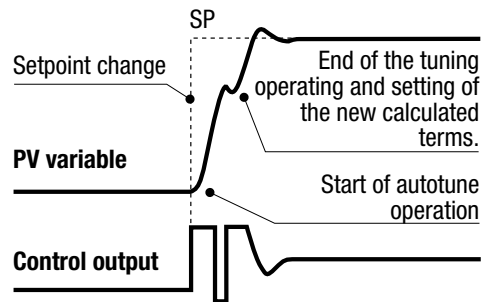 SP
Setpoint change
End of the tuning
operating and setting of
the new calculated
terms.
PV variable
Start of autotune
operation
Control output